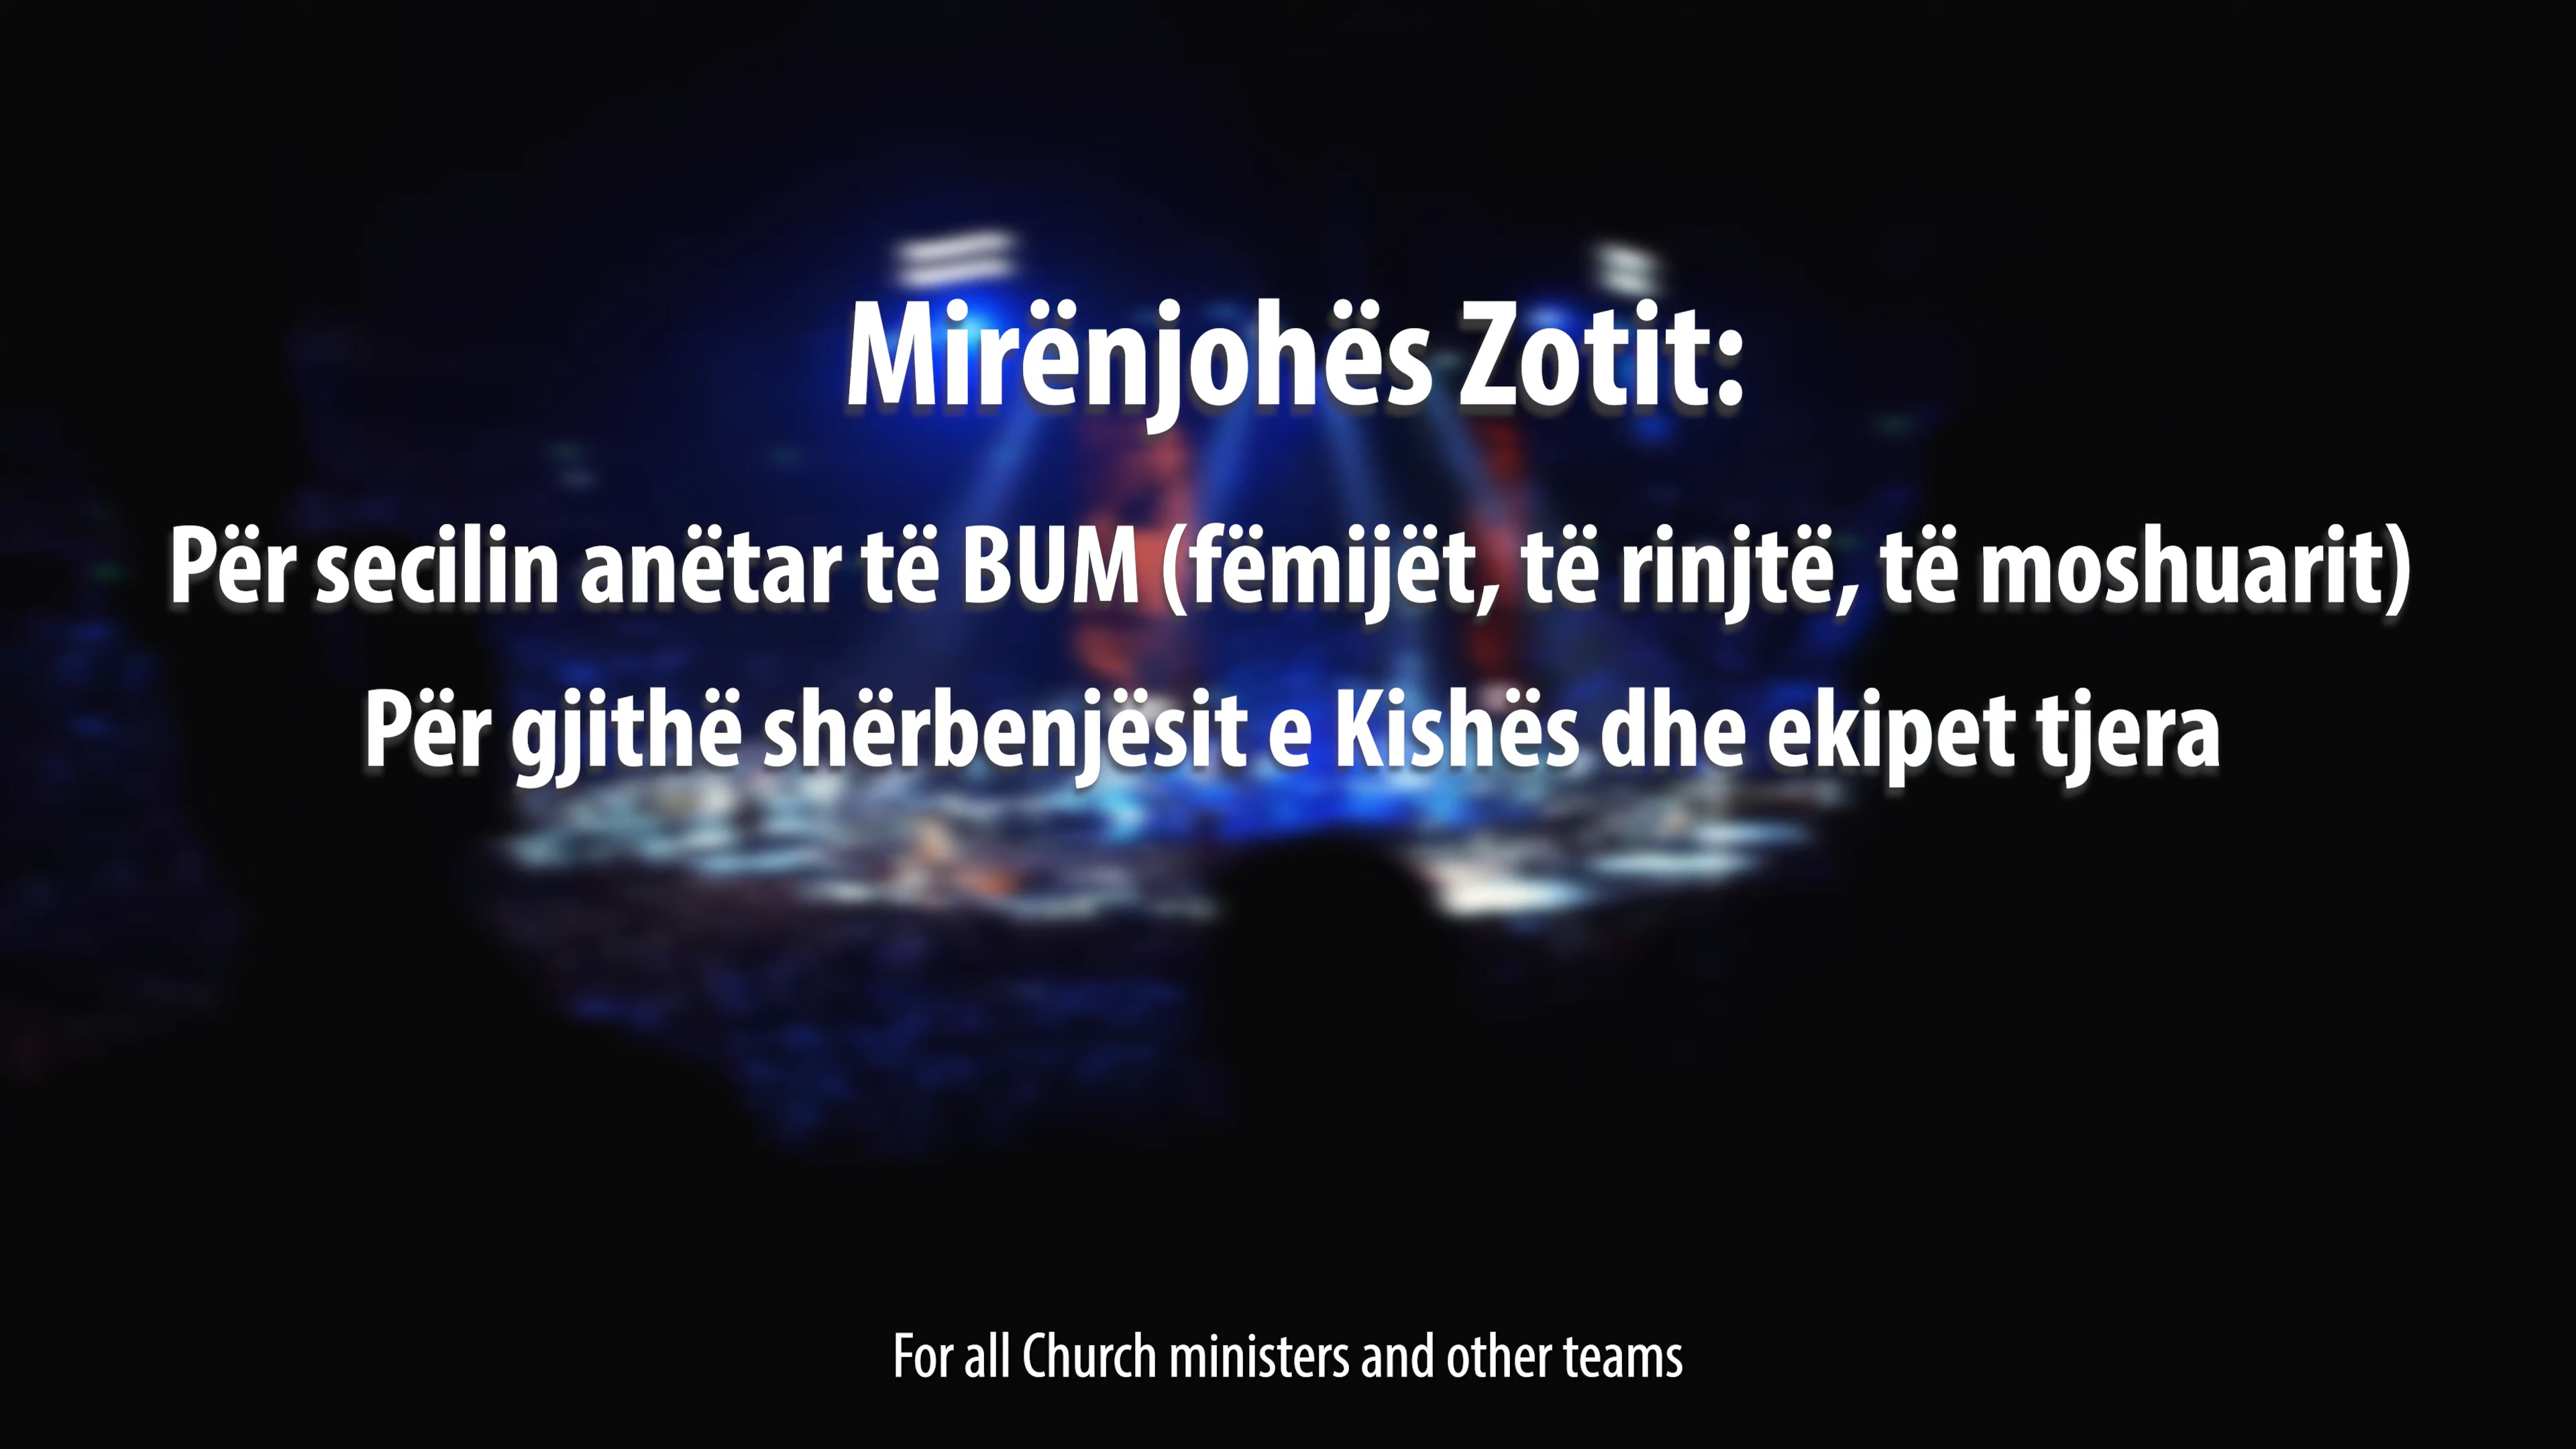 Mirënjohës Zotit:
Për secilin anëtar të BUM (fëmijët, të rinjtë, të moshuarit)
Për gjithë shërbenjësit e Kishës dhe ekipet tjera
For all Church ministers and other teams